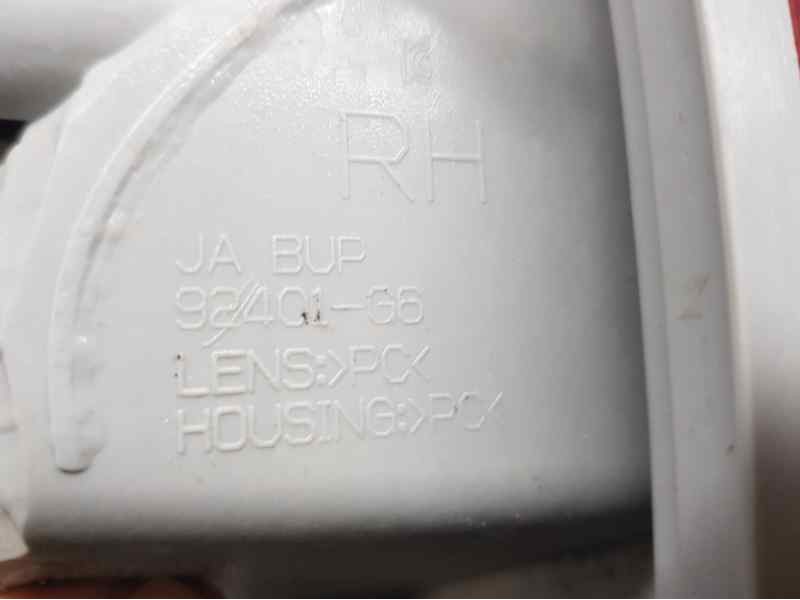 RH
JA BUP
92401-G6
LENS:>PC<
HOUSING:>PC<